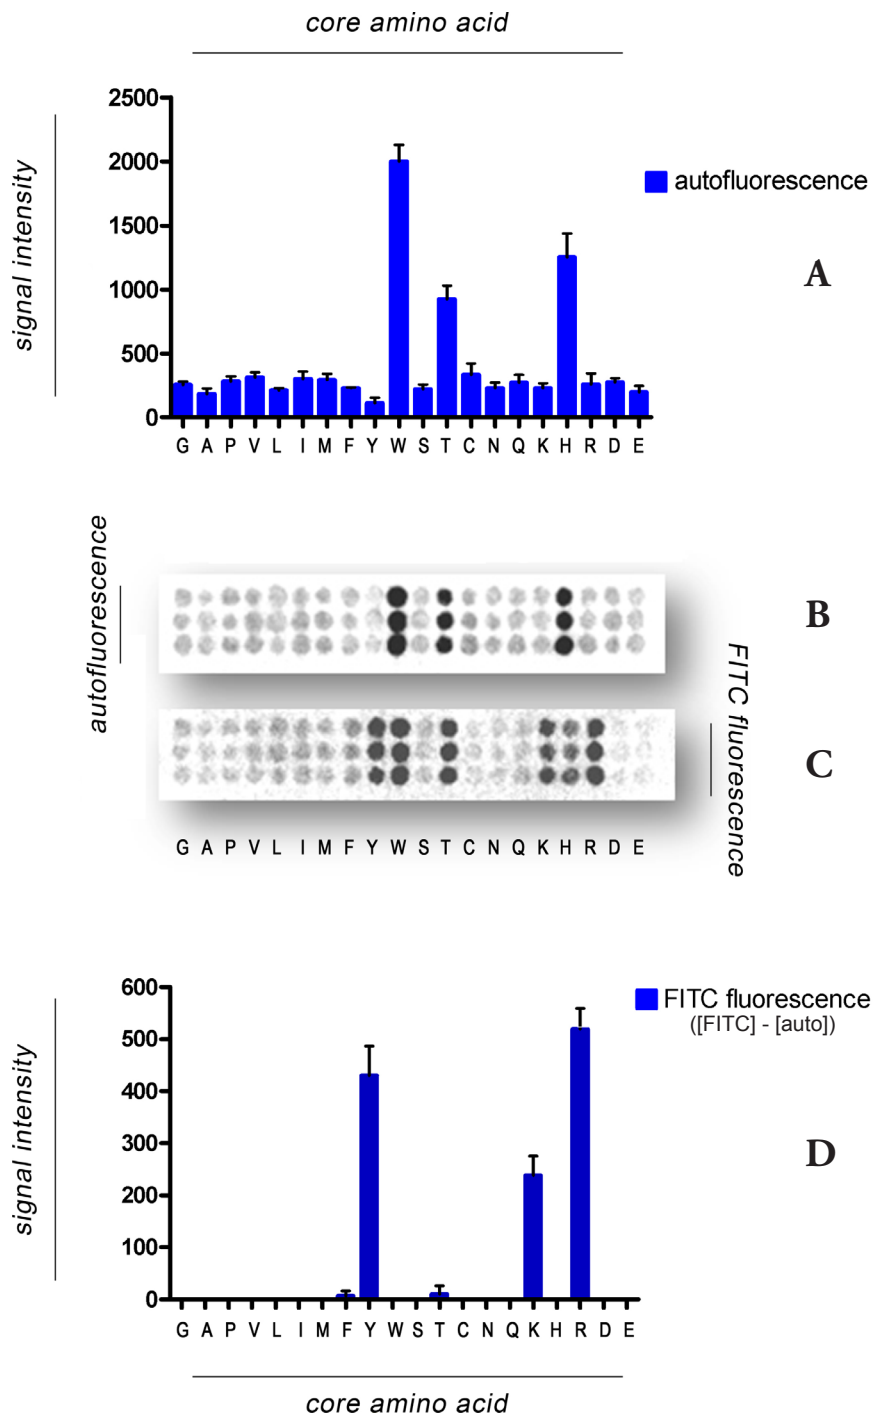 core amino acid
2500
2000
1500
1000
500
0
signal intensity
autofluorescence
A
G A P V L I M F Y W S T C N Q K H R D E
autofluorescence
B
FITC fluorescence
C
G A P V L I M F Y W S T C N Q K H R D E
600
500
400
300
200
100
0
signal intensity
FITC fluorescence
([FITC] - [auto])
D
G A P V L I M F Y W S T C N Q K H R D E
core amino acid